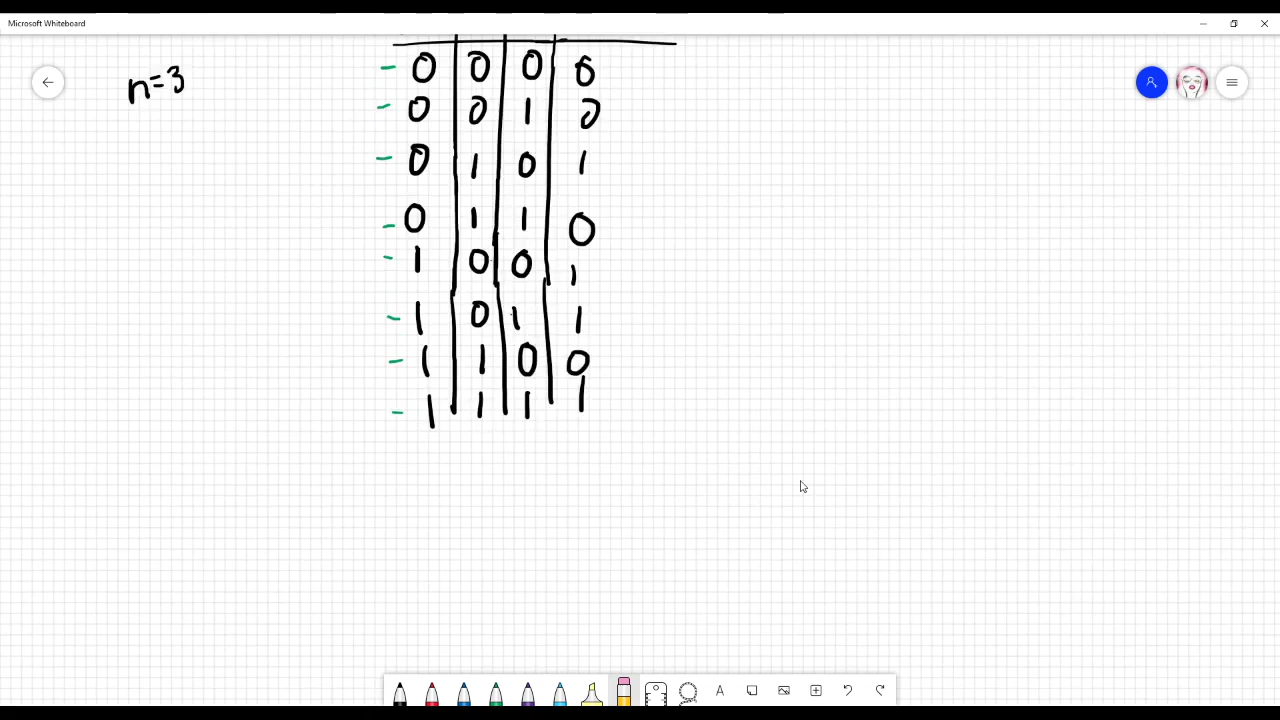 Microsoft Whiteboard
n=3
0 0 0 0
0 0 1 0
0 1 0 1
0 1 1 0
1 0 0 1
1 0 1 1
1 1 0 0
1 1 1 1
A